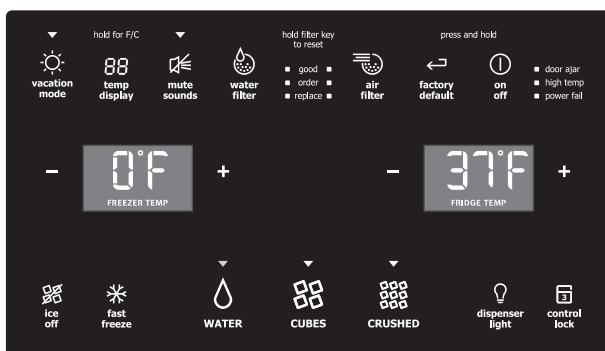 hold for F/C
hold filter key
to reset
press and hold
88
vacation
mode
temp
display
mute
sounds
water
filter
good
order
replace
air
filter
factory
default
on
off
door ajar
high temp
power fail
- 0°F +
FREEZER TEMP
- 37°F +
FRIDGE TEMP
ice
off
fast
freeze
WATER
CUBES
CRUSHED
dispenser
light
3
control
lock